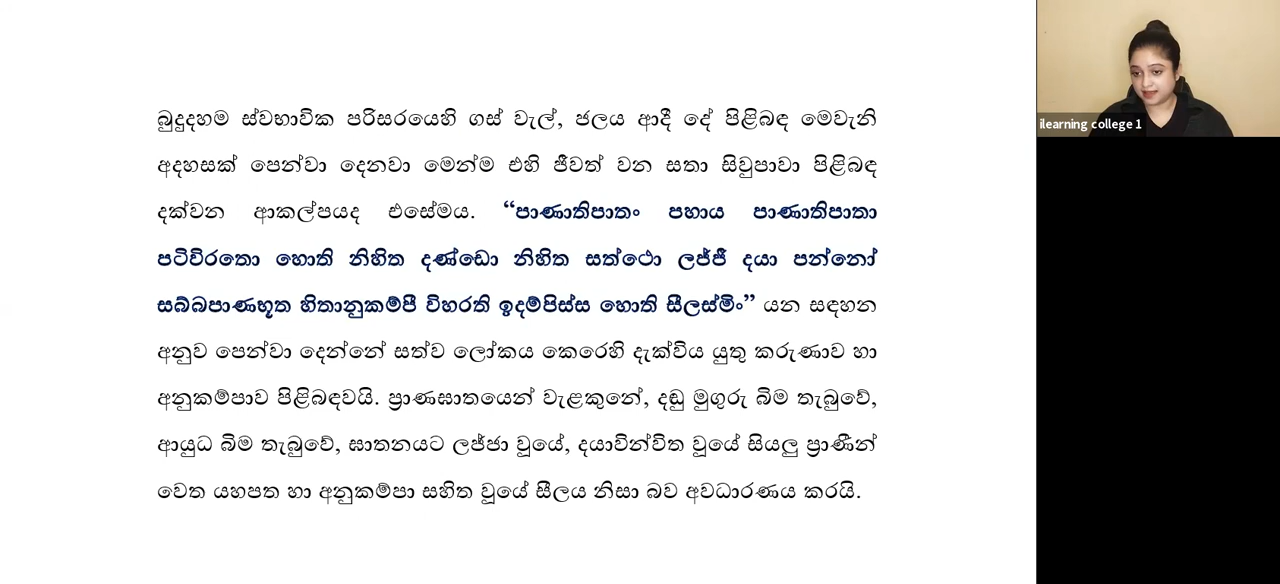 බුදුදහම ස්වභාවික පරිසරයෙහි ගස් වැල්, ජලය ආදී දේ පිළිබඳ මෙවැනි
අදහසක් පෙන්වා දෙනවා මෙන්ම එහි ජීවත් වන සතා සිවුපාවා පිළිබඳ
දක්වන ආකල්පයද එසේමය. “පාණාතිපාතං පහාය පාණාතිපාතා
පටිවිරතො හොති නිහිත දණ්ඩො නිහිත සත්ථො ලජ්ජී දයා පන්නෝ
සබ්බපාණභූත හිතානුකම්පී විහරති ඉදම්පිස්ස හොති සීලස්මිං” යන සඳහන
අනුව පෙන්වා දෙන්නේ සත්ව ලෝකය කෙරෙහි දැක්විය යුතු කරුණාව හා
අනුකම්පාව පිළිබඳවයි. ප්‍රාණඝාතයෙන් වැළකුනේ, දඬු මුගුරු බිම තැබුවේ,
ආයුධ බිම තැබුවේ, ඝාතනයට ලජ්ජා වූයේ, දයාවින්විත වූයේ සියලු ප්‍රාණීන්
වෙත යහපත හා අනුකම්පා සහිත වූයේ සීලය නිසා බව අවධාරණය කරයි.
ilearning college 1